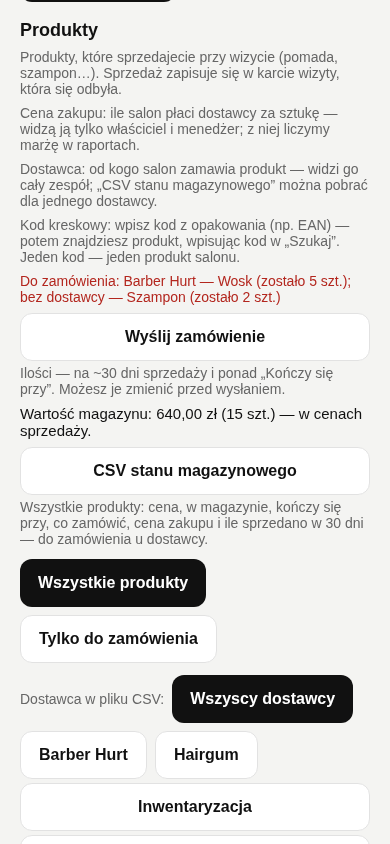 Produkty
Produkty, które sprzedajecie przy wizycie (pomada,
szampon…). Sprzedaż zapisuje się w karcie wizyty,
która się odbyła.
Cena zakupu: ile salon płaci dostawcy za sztukę —
widzą ją tylko właściciel i menedżer; z niej liczymy
marżę w raportach.
Dostawca: od kogo salon zamawia produkt — widzi go
cały zespół; „CSV stanu magazynowego” można pobrać
dla jednego dostawcy.
Kod kreskowy: wpisz kod z opakowania (np. EAN) —
potem znajdziesz produkt, wpisując kod w „Szukaj”.
Jeden kod — jeden produkt salonu.
Do zamówienia: Barber Hurt — Wosk (zostało 5 szt.);
bez dostawcy — Szampon (zostało 2 szt.)
Wyślij zamówienie
Ilości — na ~30 dni sprzedaży i ponad „Kończy się
przy”. Możesz je zmienić przed wysłaniem.
Wartość magazynu: 640,00 zł (15 szt.) — w cenach
sprzedaży.
CSV stanu magazynowego
Wszystkie produkty: cena, w magazynie, kończy się
przy, co zamówić, cena zakupu i ile sprzedano w 30 dni
— do zamówienia u dostawcy.
Wszystkie produkty
Tylko do zamówienia
Dostawca w pliku CSV: Wszyscy dostawcy
Barber Hurt Hairgum
Inwentaryzacja